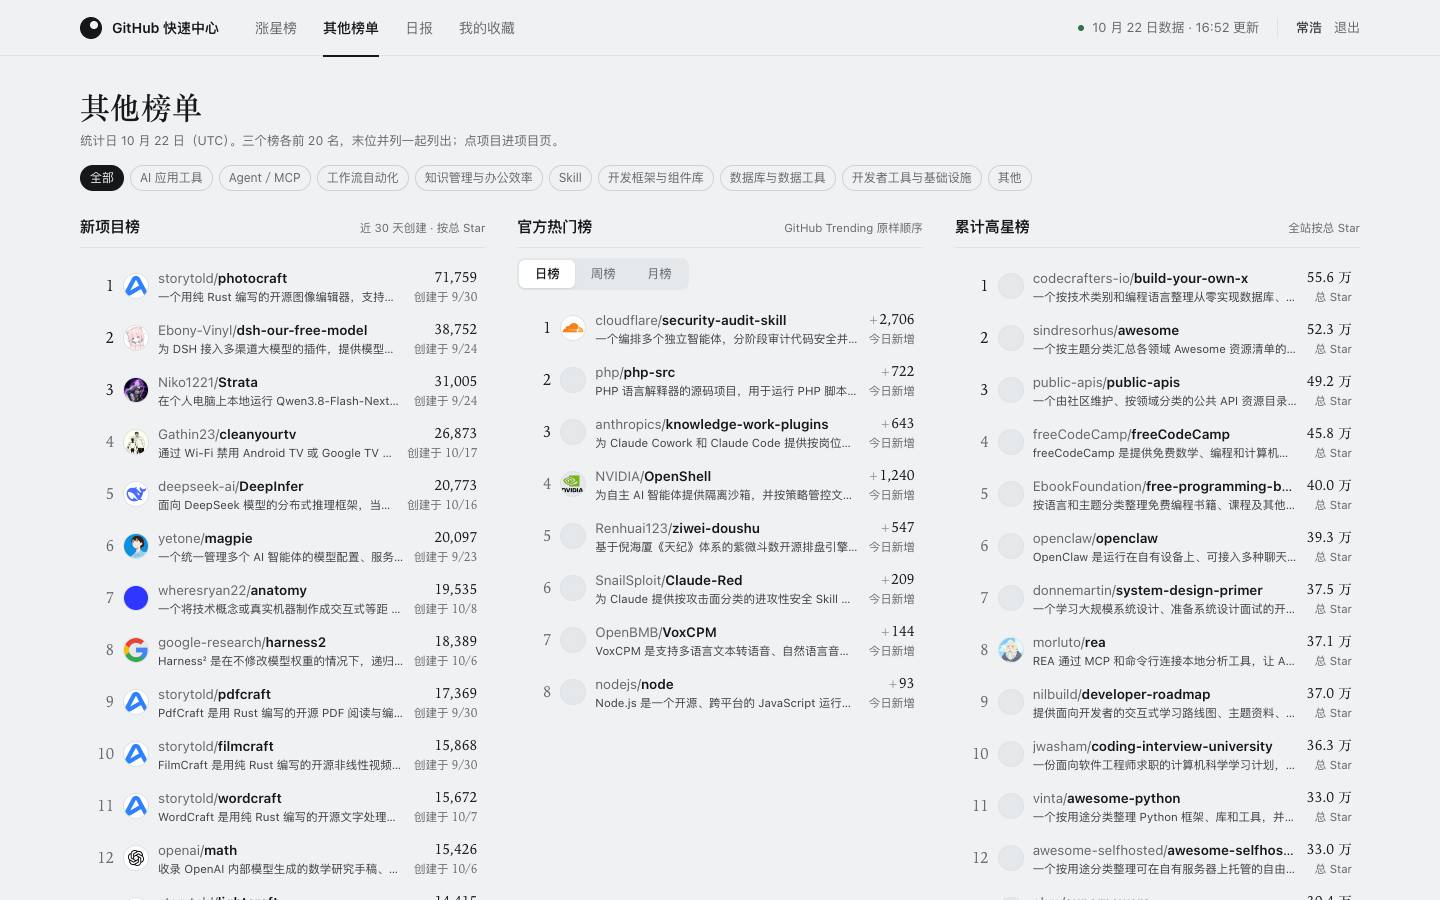 GitHub 快速中心 涨星榜 其他榜单 日报 我的收藏 10 月 22 日数据 · 16:52 更新 常浩 退出
其他榜单
统计日 10 月 22 日（UTC）。三个榜各前 20 名，末位并列一起列出；点项目进项目页。
全部 AI 应用工具 Agent / MCP 工作流自动化 知识管理与办公效率 Skill 开发框架与组件库 数据库与数据工具 开发者工具与基础设施 其他
新项目榜 近 30 天创建 · 按总 Star
1 storytold/photocraft 71,759
一个用纯 Rust 编写的开源图像编辑器，支持... 创建于 9/30
2 Ebony-Vinyl/dsh-our-free-model 38,752
为 DSH 接入多渠道大模型的插件，提供模型... 创建于 9/24
3 Niko1221/Strata 31,005
在个人电脑上本地运行 Qwen3.8-Flash-Next... 创建于 9/24
4 Gathin23/cleanyourtv 26,873
通过 Wi-Fi 禁用 Android TV 或 Google TV ... 创建于 10/17
5 deepseek-ai/DeepInfer 20,773
面向 DeepSeek 模型的分布式推理框架，当... 创建于 10/16
6 yetone/magpie 20,097
一个统一管理多个 AI 智能体的模型配置、服务... 创建于 9/23
7 wheresryan22/anatomy 19,535
一个将技术概念或真实机器制作成交互式等距 ... 创建于 10/8
8 google-research/harness2 18,389
Harness² 是在不修改模型权重的情况下，递归... 创建于 10/6
9 storytold/pdfcraft 17,369
PdfCraft 是用 Rust 编写的开源 PDF 阅读与编... 创建于 9/30
10 storytold/filmcraft 15,868
FilmCraft 是用纯 Rust 编写的开源非线性视频... 创建于 9/30
11 storytold/wordcraft 15,672
WordCraft 是用纯 Rust 编写的开源文字处理... 创建于 10/7
12 openai/math 15,426
收录 OpenAI 内部模型生成的数学研究手稿、... 创建于 10/6
官方热门榜 GitHub Trending 原样顺序
日榜 周榜 月榜
1 cloudflare/security-audit-skill +2,706
一个编排多个独立智能体，分阶段审计代码安全并... 今日新增
2 php/php-src +722
PHP 语言解释器的源码项目，用于运行 PHP 脚本... 今日新增
3 anthropics/knowledge-work-plugins +643
为 Claude Cowork 和 Claude Code 提供按岗位... 今日新增
4 NVIDIA/OpenShell +1,240
为自主 AI 智能体提供隔离沙箱，并按策略管控文... 今日新增
5 Renhuai123/ziwei-doushu +547
基于倪海厦《天纪》体系的紫微斗数开源排盘引擎... 今日新增
6 SnailSploit/Claude-Red +209
为 Claude 提供按攻击面分类的进攻性安全 Skill ... 今日新增
7 OpenBMB/VoxCPM +144
VoxCPM 是支持多语言文本转语音、自然语言音... 今日新增
8 nodejs/node +93
Node.js 是一个开源、跨平台的 JavaScript 运行... 今日新增
累计高星榜 全站按总 Star
1 codecrafters-io/build-your-own-x 55.6 万
一个按技术类别和编程语言整理从零实现数据库、... 总 Star
2 sindresorhus/awesome 52.3 万
一个按主题分类汇总各领域 Awesome 资源清单的... 总 Star
3 public-apis/public-apis 49.2 万
一个由社区维护、按领域分类的公共 API 资源目录... 总 Star
4 freeCodeCamp/freeCodeCamp 45.8 万
freeCodeCamp 是提供免费数学、编程和计算机... 总 Star
5 EbookFoundation/free-programming-b... 40.0 万
按语言和主题分类整理免费编程书籍、课程及其他... 总 Star
6 openclaw/openclaw 39.3 万
OpenClaw 是运行在自有设备上、可接入多种聊天... 总 Star
7 donnemartin/system-design-primer 37.5 万
一个学习大规模系统设计、准备系统设计面试的开... 总 Star
8 morluto/rea 37.1 万
REA 通过 MCP 和命令行连接本地分析工具，让 A... 总 Star
9 nilbuild/developer-roadmap 37.0 万
提供面向开发者的交互式学习路线图、主题资料、... 总 Star
10 jwasham/coding-interview-university 36.3 万
一份面向软件工程师求职的计算机科学学习计划，... 总 Star
11 vinta/awesome-python 33.0 万
一个按用途分类整理 Python 框架、库和工具，并... 总 Star
12 awesome-selfhosted/awesome-selfhos... 33.0 万
一个按用途分类整理可在自有服务器上托管的自由... 总 Star